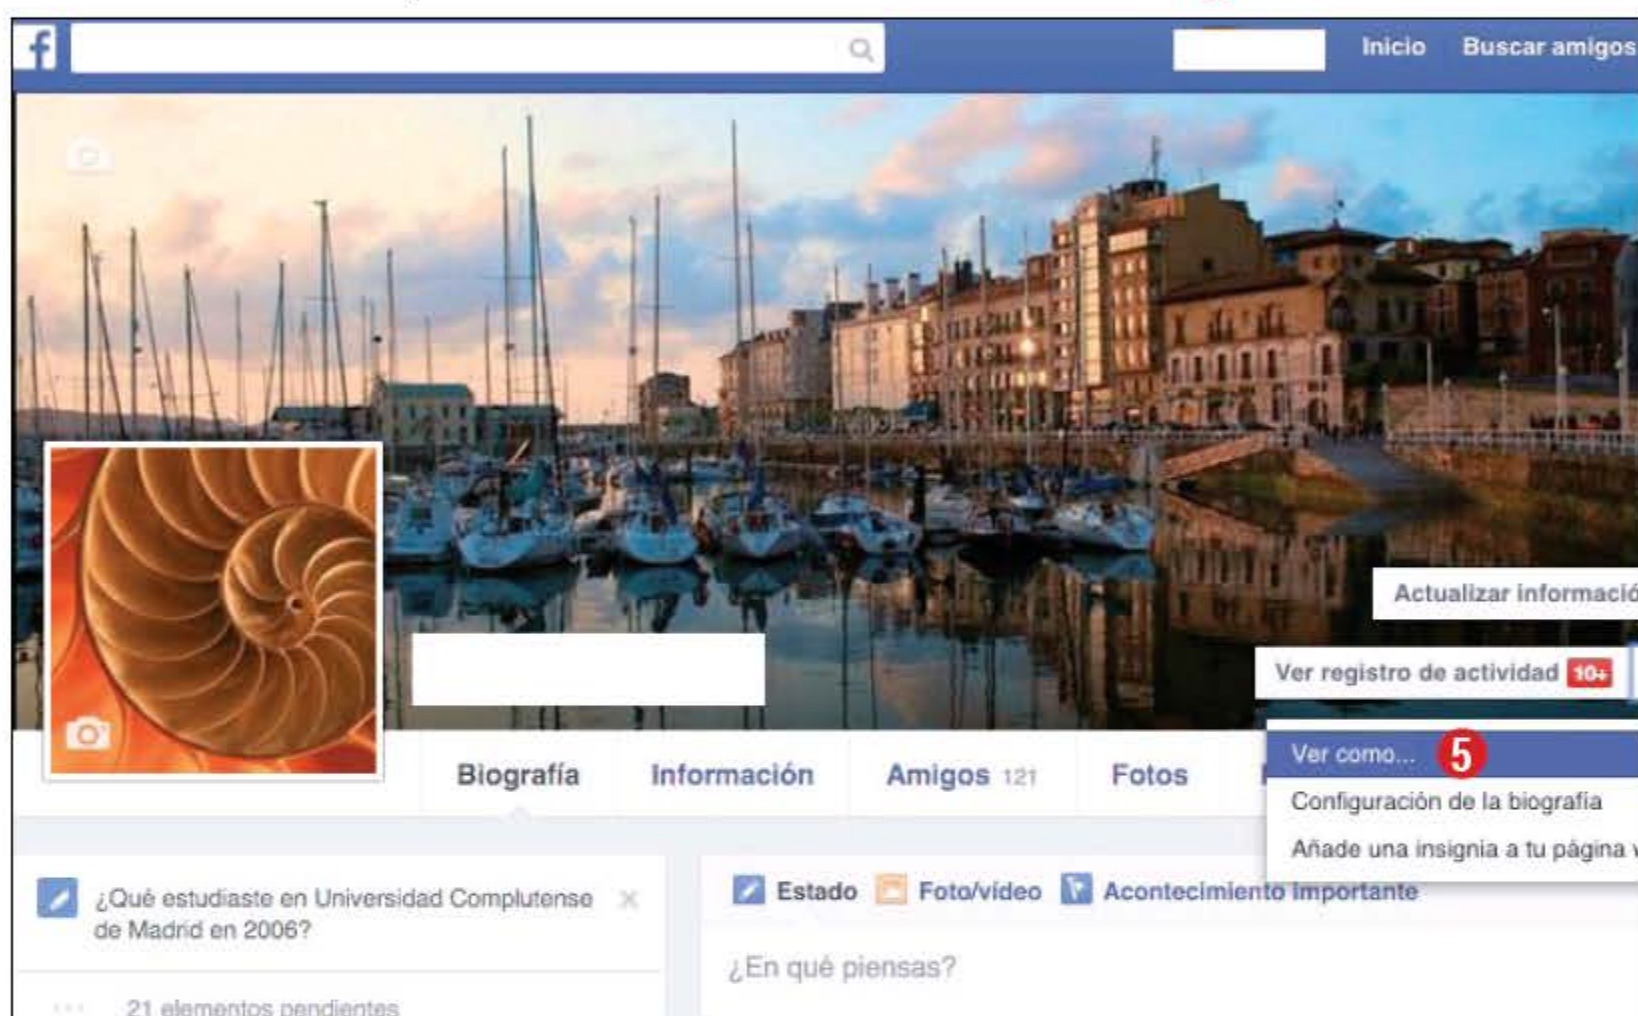 f
Inicio Buscar amigos
Actualizar informació
Ver registro de actividad 10+
Ver como... 5
Configuración de la biografía
Añade una insignia a tu página
Biografía Información Amigos 121 Fotos
¿Qué estudiaste en Universidad Complutense
de Madrid en 2006?
21 elementos pendientes
Estado Foto/vídeo Acontecimiento importante
¿En qué piensas?